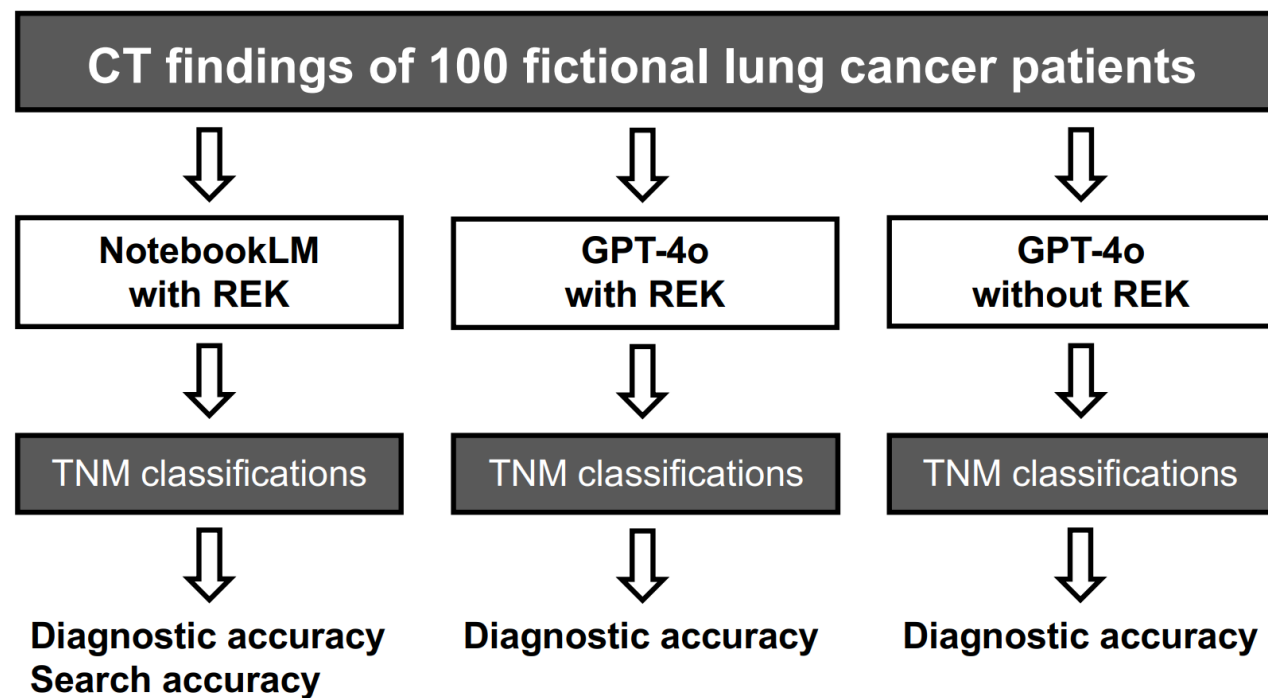 CT findings of 100 fictional lung cancer patients
NotebookLM
with REK
GPT-4o
with REK
GPT-4o
without REK
TNM classifications
TNM classifications
TNM classifications
Diagnostic accuracy
Search accuracy
Diagnostic accuracy
Diagnostic accuracy